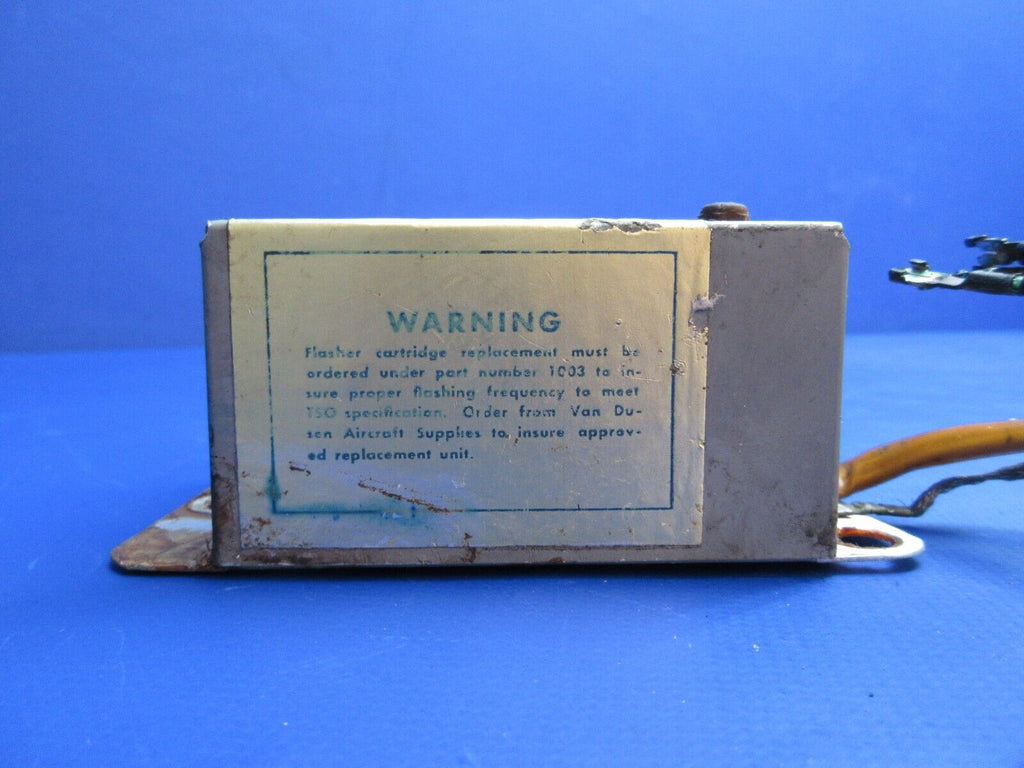 WARNING
Flasher cartridge replacement must be
ordered under part number 1003 to in-
sure proper flashing frequency to meet
TSO specification. Order from Van Du-
sen Aircraft Supplies to insure approv-
ed replacement unit.